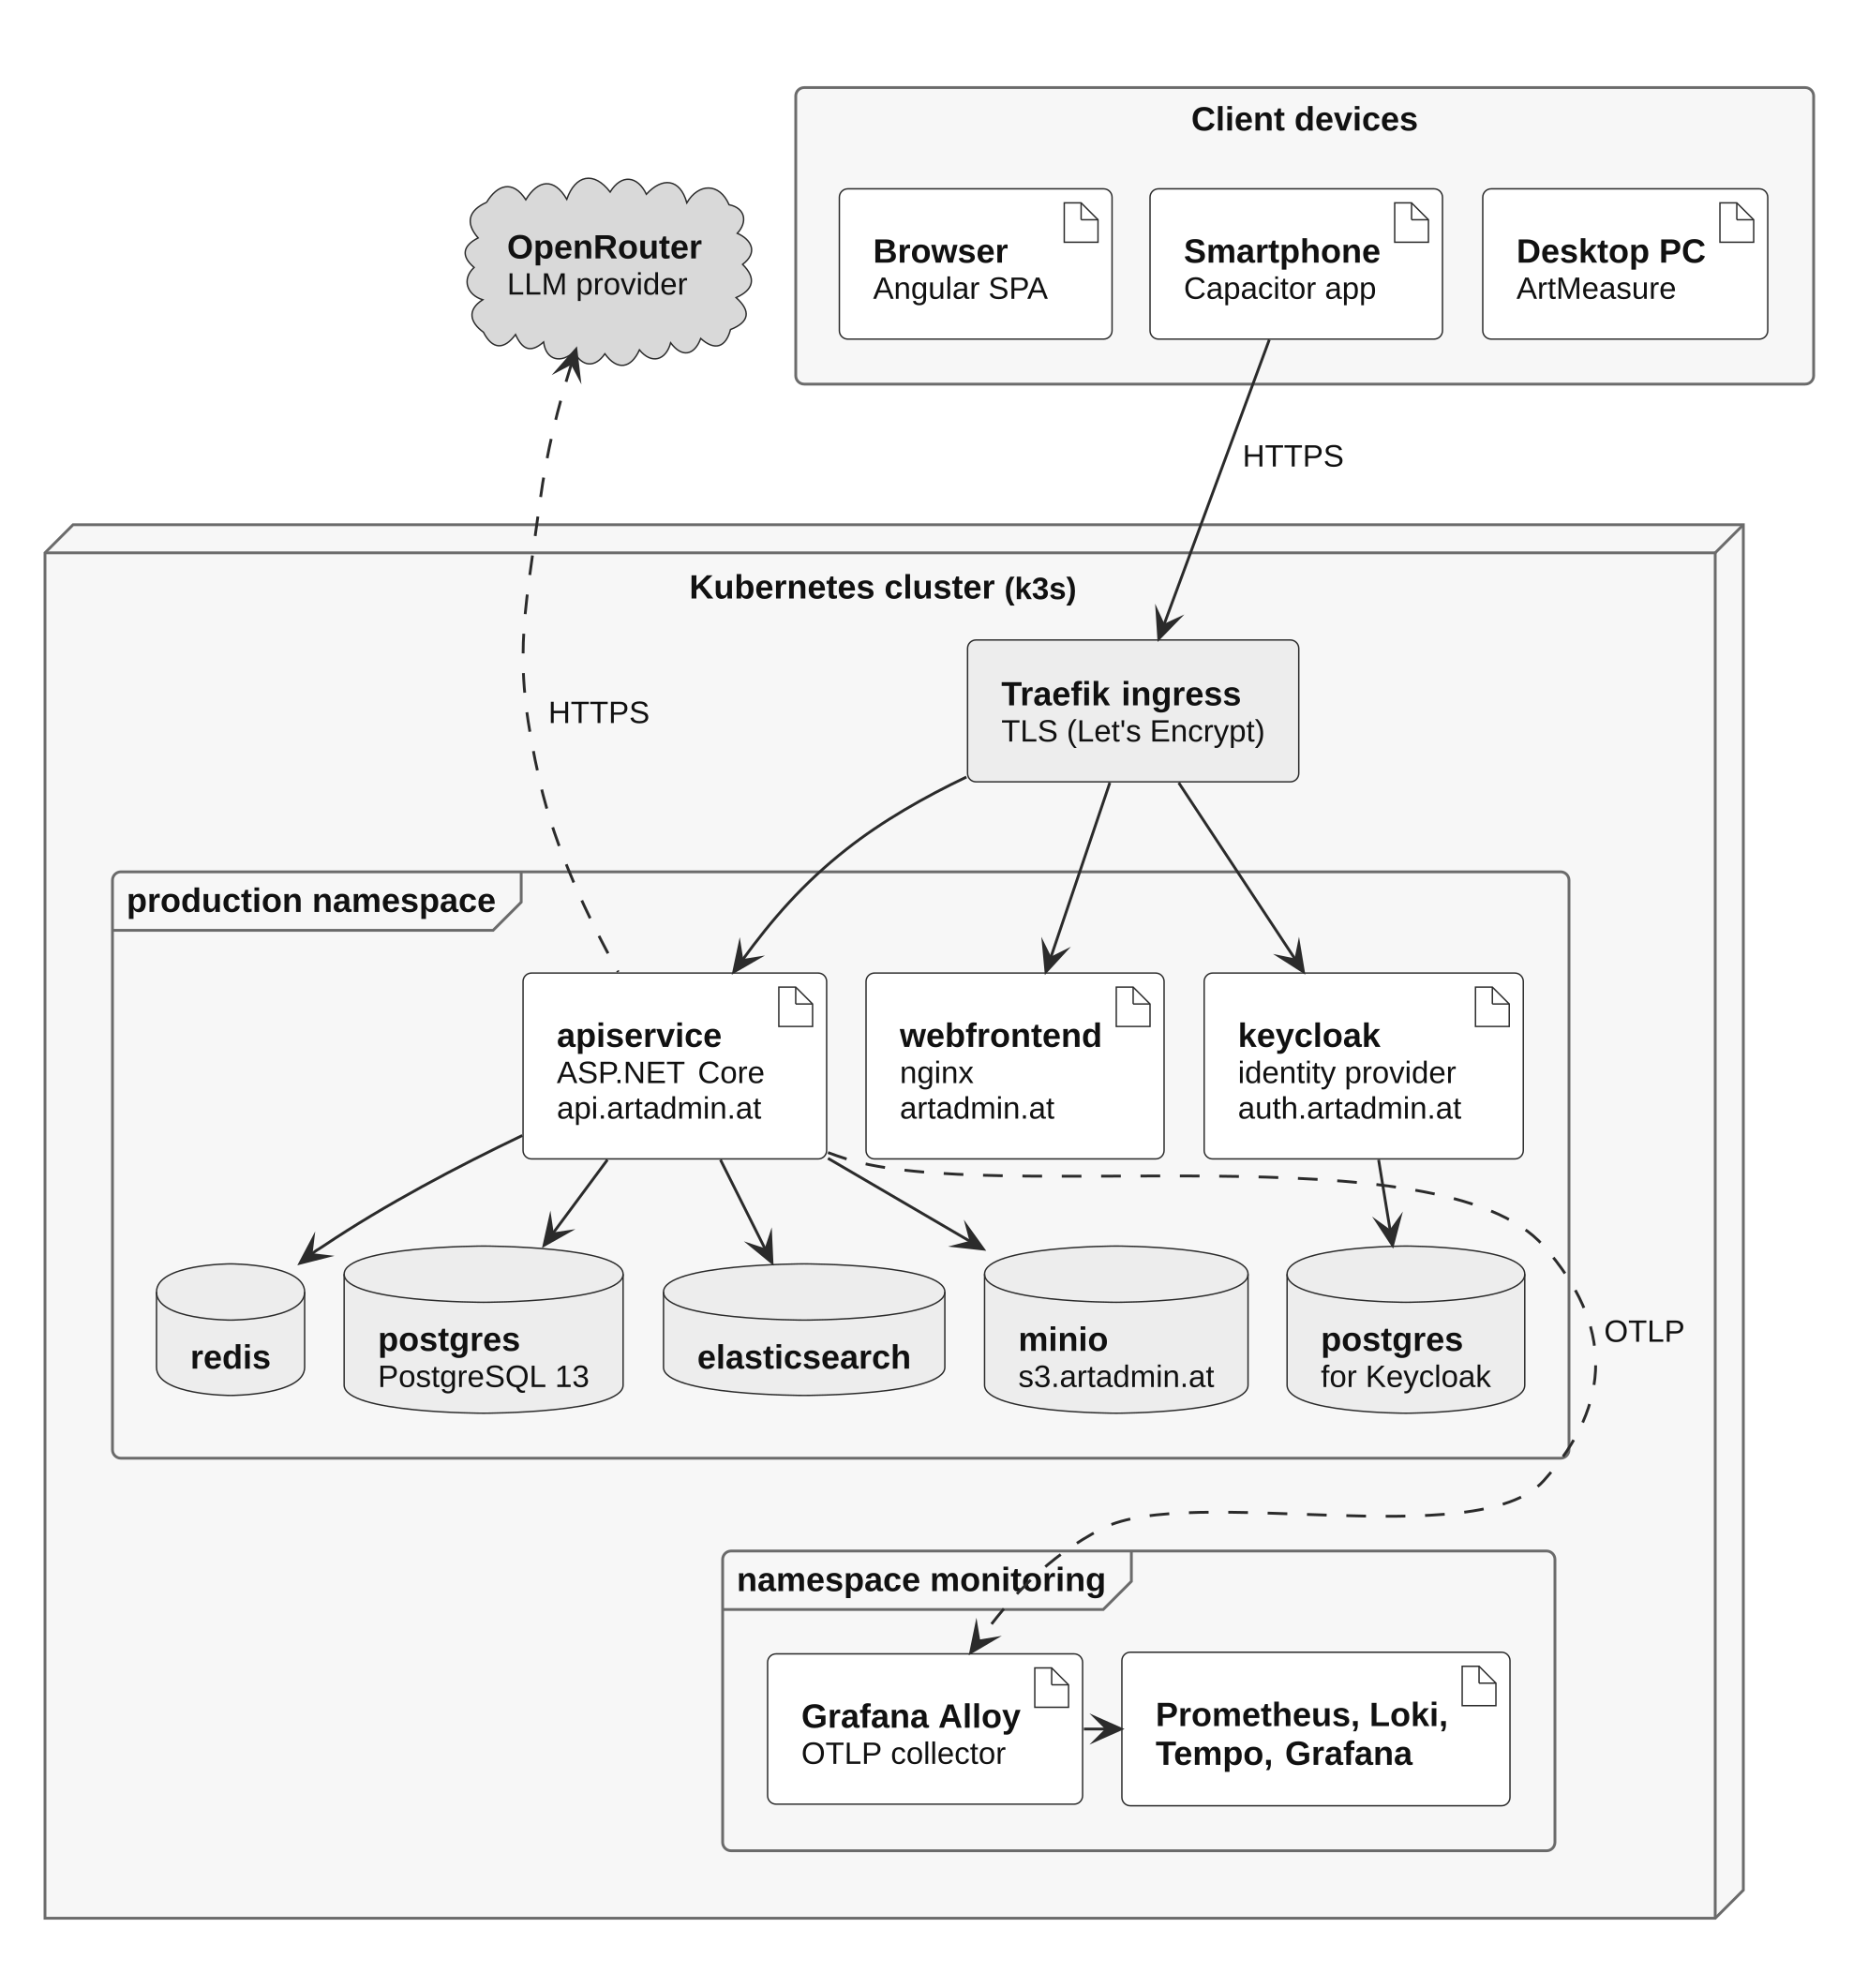 Client devices
OpenRouter
LLM provider
Browser
Angular SPA
Smartphone
Capacitor app
Desktop PC
ArtMeasure
HTTPS
Kubernetes cluster (k3s)
Traefik ingress
TLS (Let's Encrypt)
HTTPS
production namespace
apiservice
ASP.NET Core
api.artadmin.at
webfrontend
nginx
artadmin.at
keycloak
identity provider
auth.artadmin.at
redis
postgres
PostgreSQL 13
elasticsearch
minio
s3.artadmin.at
postgres
for Keycloak
OTLP
namespace monitoring
Grafana Alloy
OTLP collector
Prometheus, Loki,
Tempo, Grafana